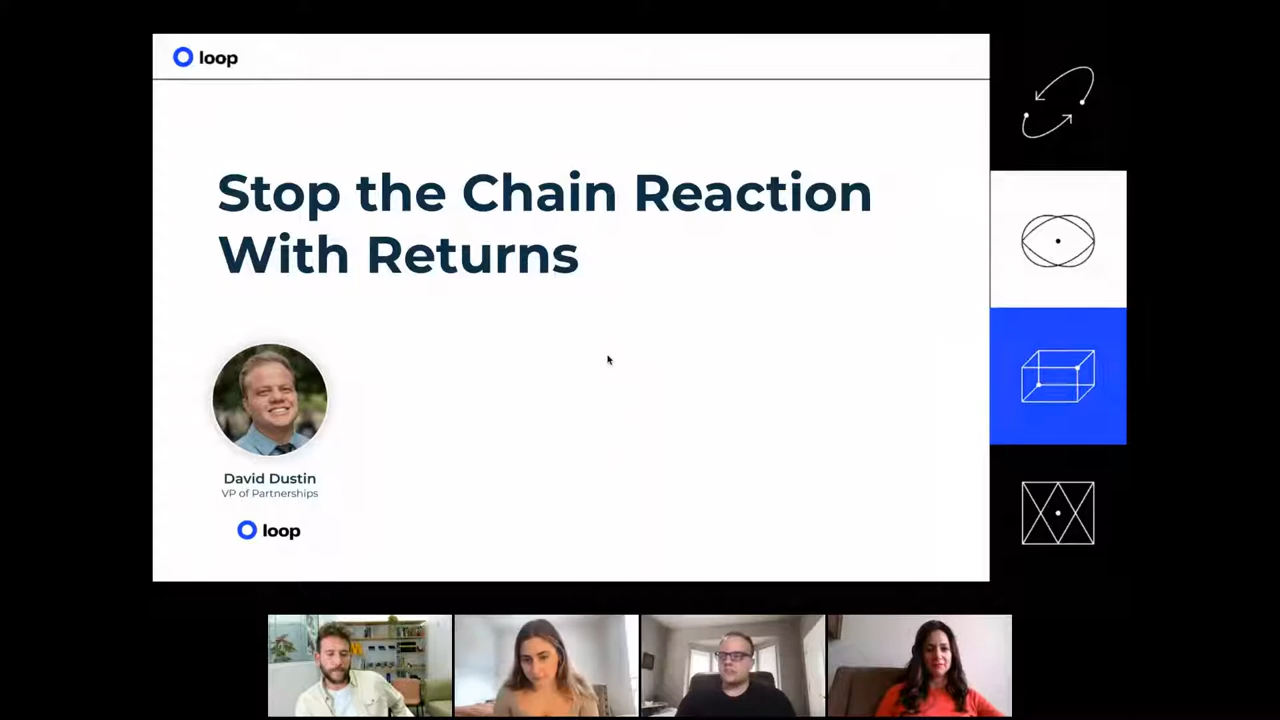 loop
Stop the Chain Reaction
With Returns
David Dustin
VP of Partnerships
loop